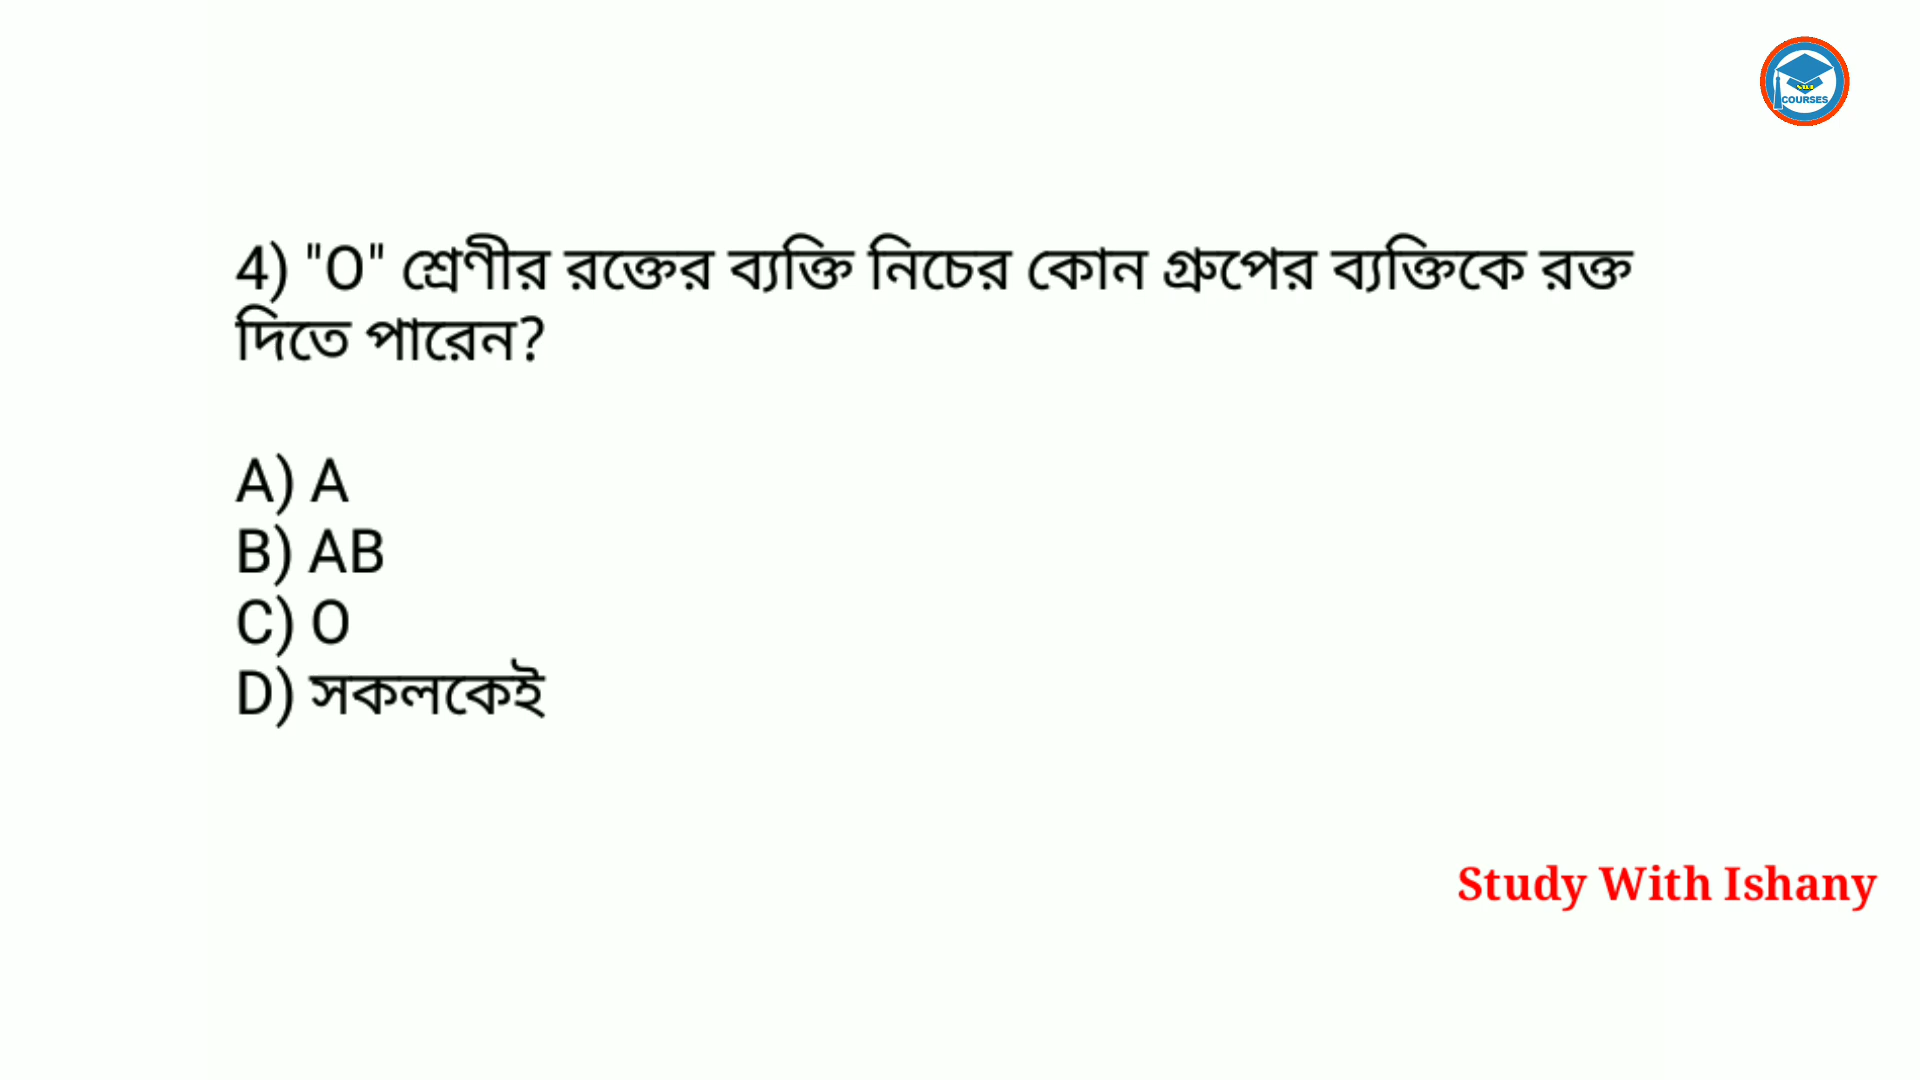 COURSES
4) "O" শ্রেণীর রক্তের ব্যক্তি নিচের কোন গ্রুপের ব্যক্তিকে রক্ত
দিতে পারেন?
A) A
B) AB
C) O
D) সকলকেই
Study With Ishany